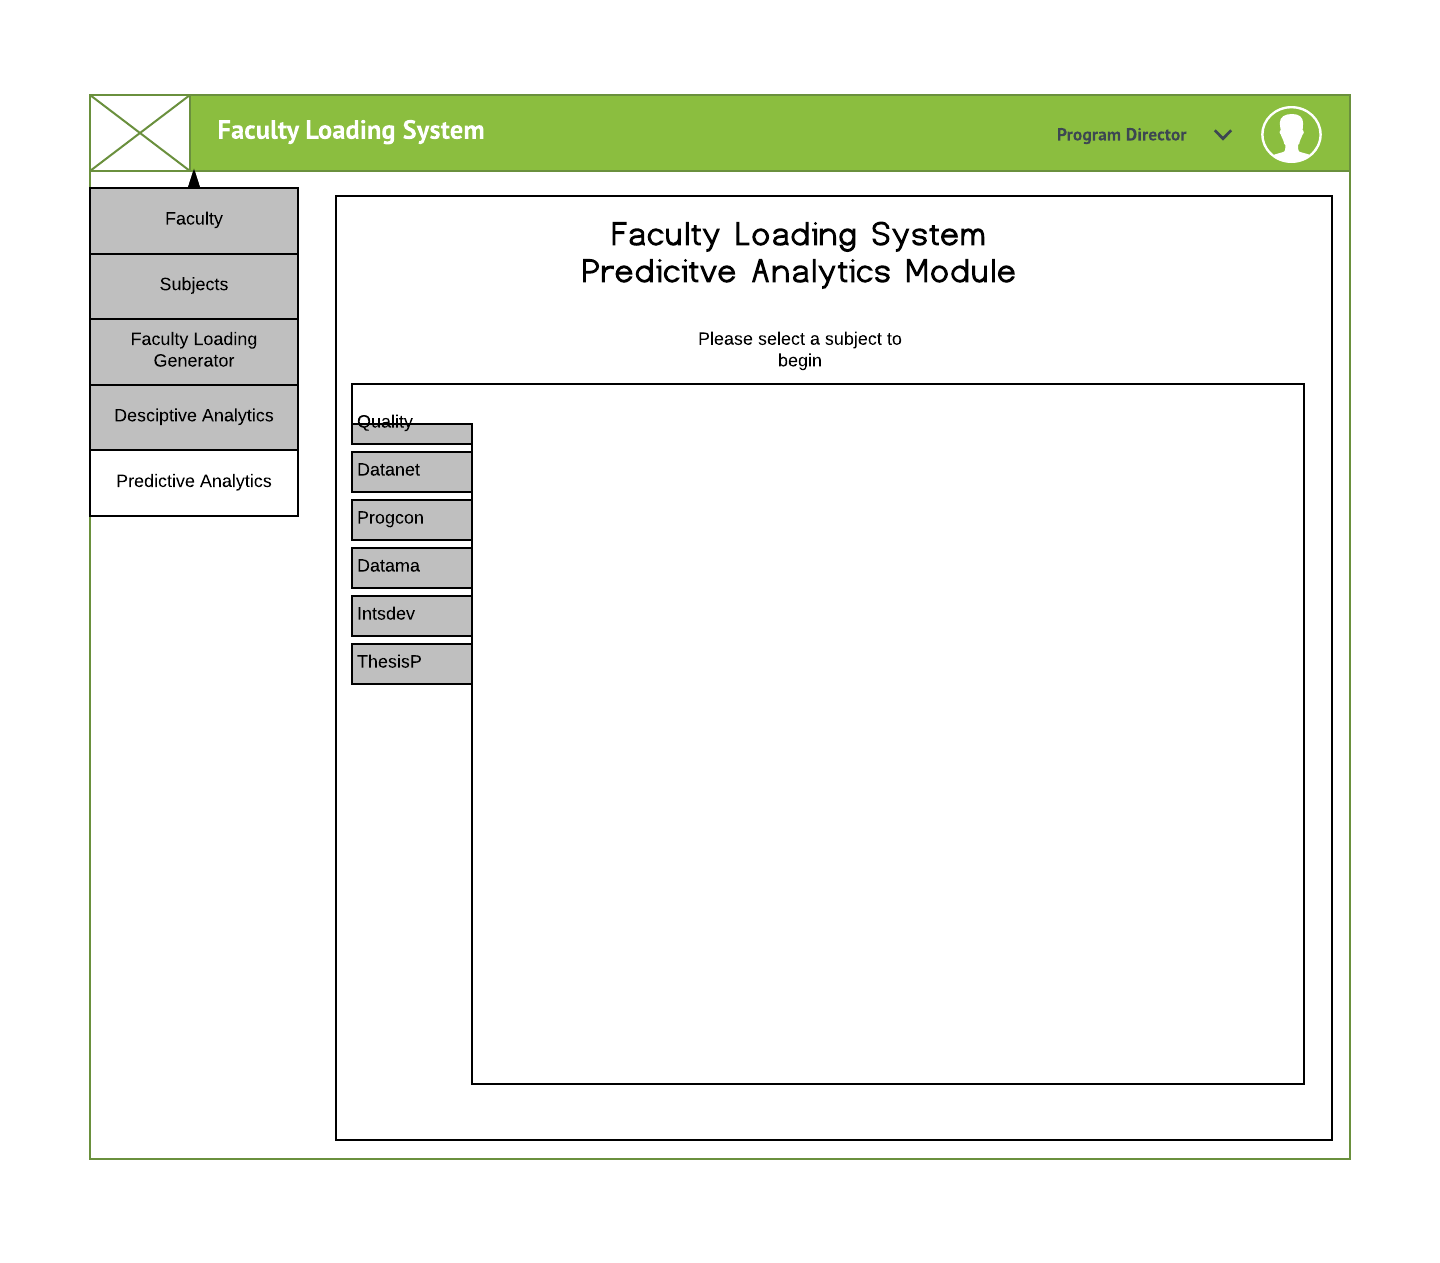 Faculty Loading System
Program Director
Faculty
Subjects
Faculty Loading
Generator
Desciptive Analytics
Predictive Analytics
Faculty Loading System
Predicitve Analytics Module
Please select a subject to
begin
Quality
Datanet
Progcon
Datama
Intsdev
ThesisP